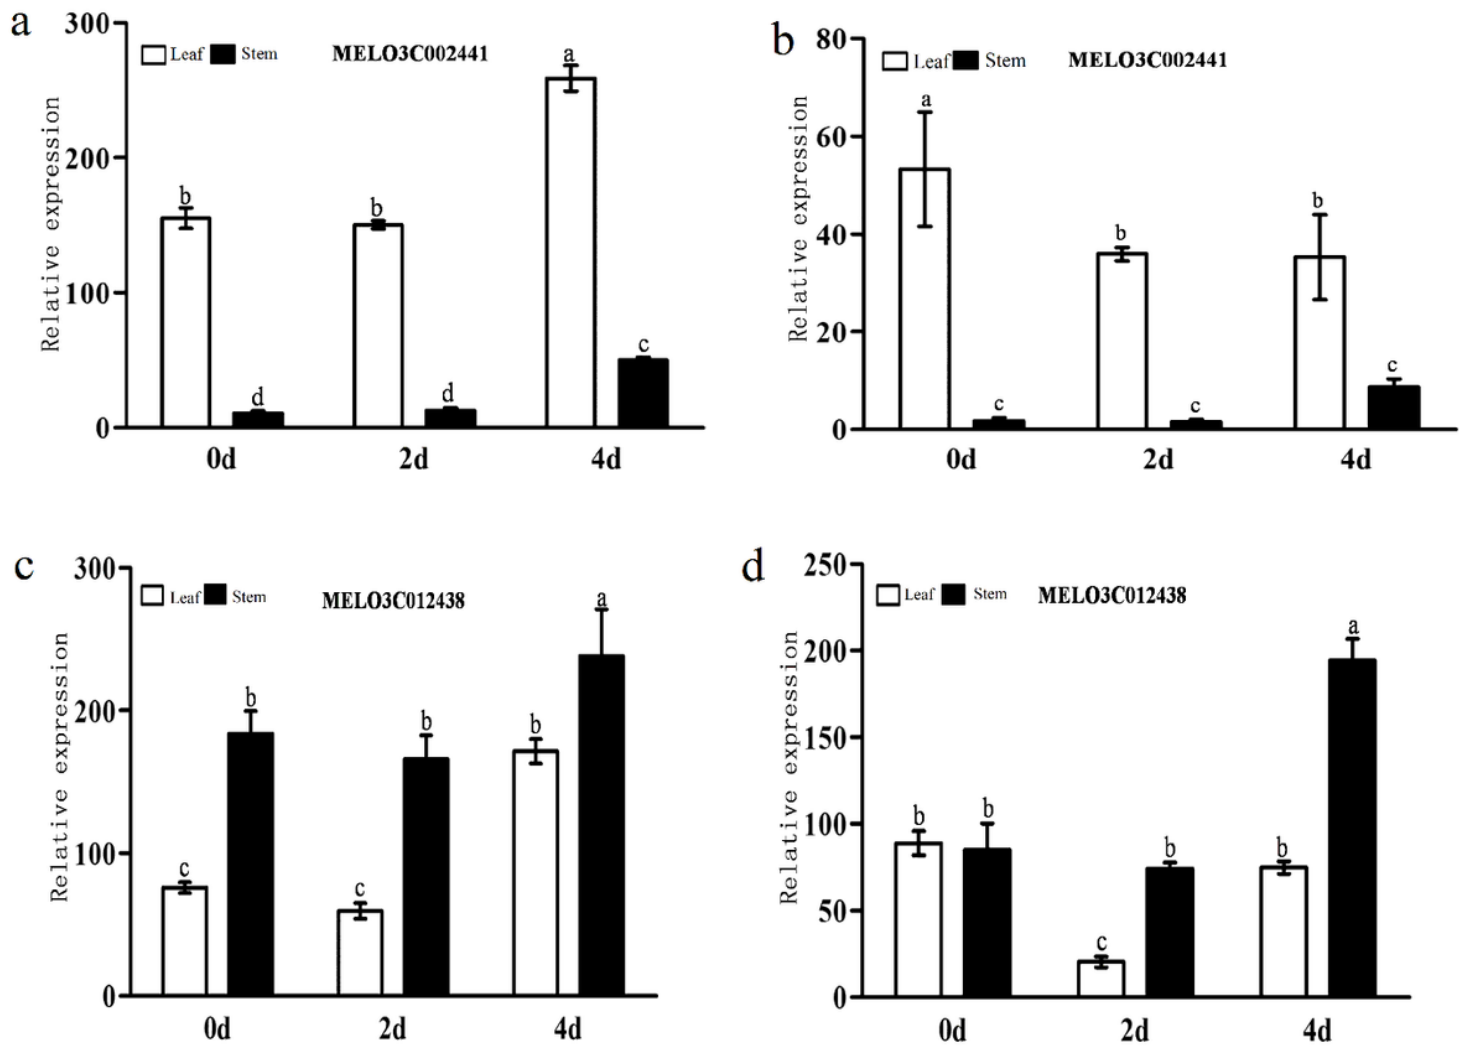 a
300
200
100
0
Relative expression
Leaf Stem MELO3C002441
b b a
d d c
0d 2d 4d
b
80
60
40
20
0
Relative expression
Leaf Stem MELO3C002441
a b b
c c c
0d 2d 4d
c
300
200
100
0
Relative expression
Leaf Stem MELO3C012438
c b c b b a
0d 2d 4d
d
250
200
150
100
50
0
Relative expression
Leaf Stem MELO3C012438
b b c b b a
0d 2d 4d